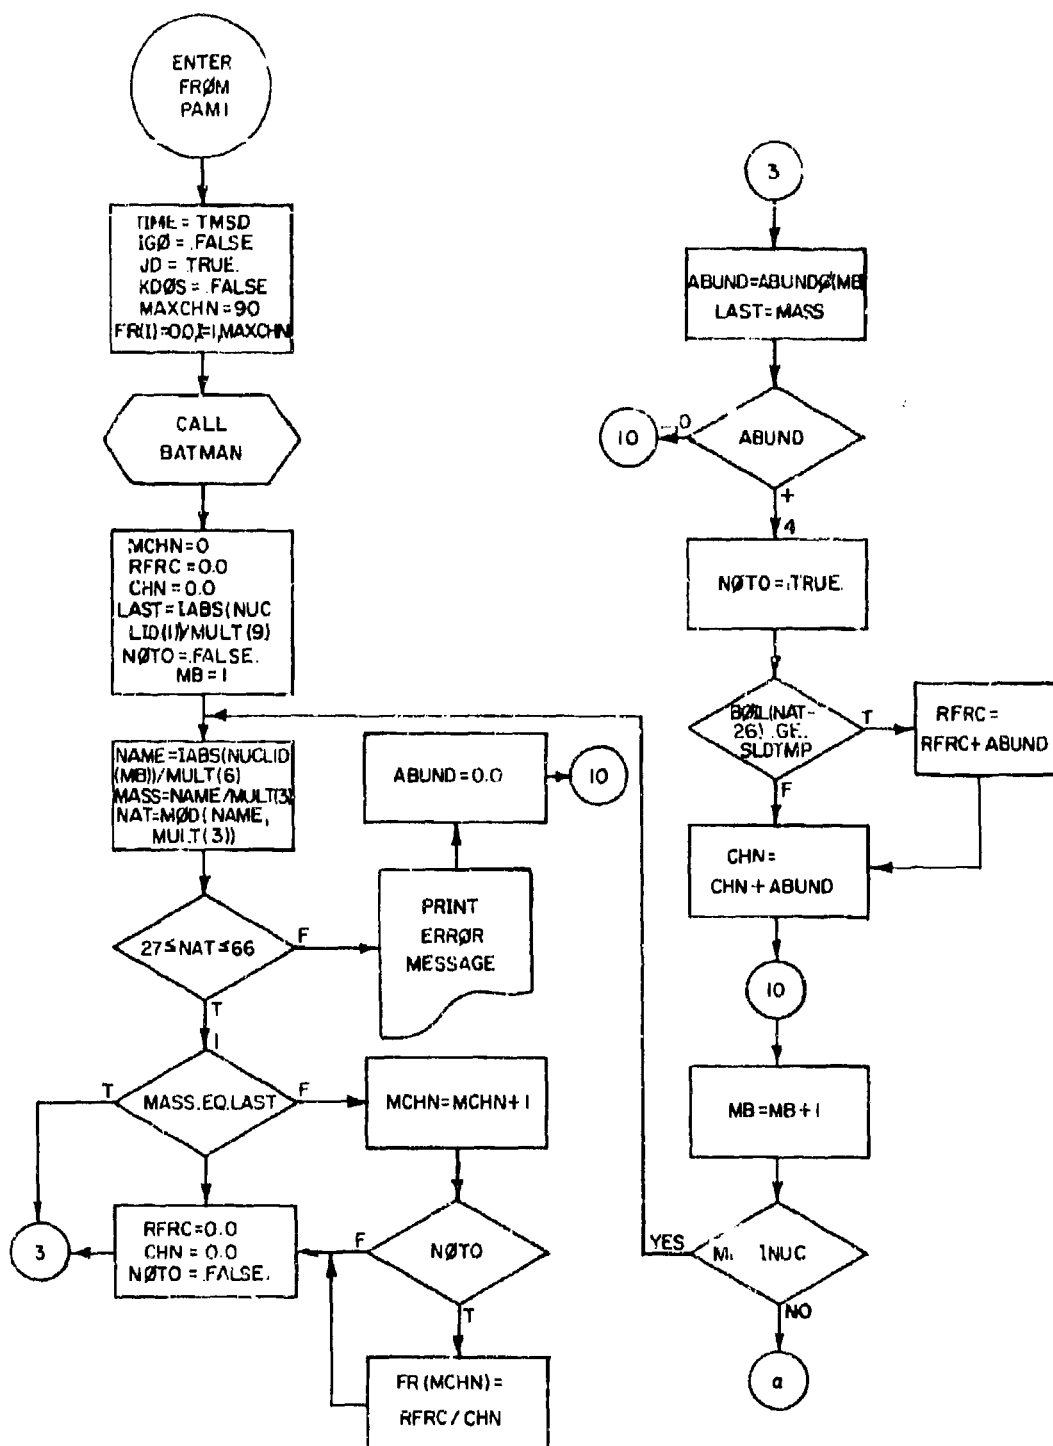 ENTER
FRØM
PAM1
TIME = TMSD
IGØ = .FALSE
JD = .TRUE.
KDØS = .FALSE
MAXCHN = 90
FR(I)=0.0,I=1,MAXCHN
CALL
BATMAN
MCHN=0
RFRC = 0.0
CHN = 0.0
LAST=IABS(NUC
LID(1))/MULT(9)
NØTO = .FALSE.
MB = 1
NAME=IABS(NUCLID
(MB))/MULT(6)
MASS=NAME/MULT(3)
NAT=MØD(NAME,
MULT(3))
27≤NAT≤66
F
T
1
PRINT
ERRØR
MESSAGE
ABUND=0.0
10
MASS.EQ.LAST
T
F
MCHN=MCHN+1
NØTO
F
T
FR(MCHN)=
RFRC/CHN
RFRC=0.0
CHN = 0.0
NØTO = .FALSE.
3
3
ABUND=ABUNDØ(MB
LAST=MASS
ABUND
–,0
10
+
4
NØTO = .TRUE.
BØIL(NAT-
26).GE.
SLDTMP
T
F
RFRC=
RFRC+ABUND
CHN=
CHN+ABUND
10
MB=MB+1
INUC
YES
NO
a